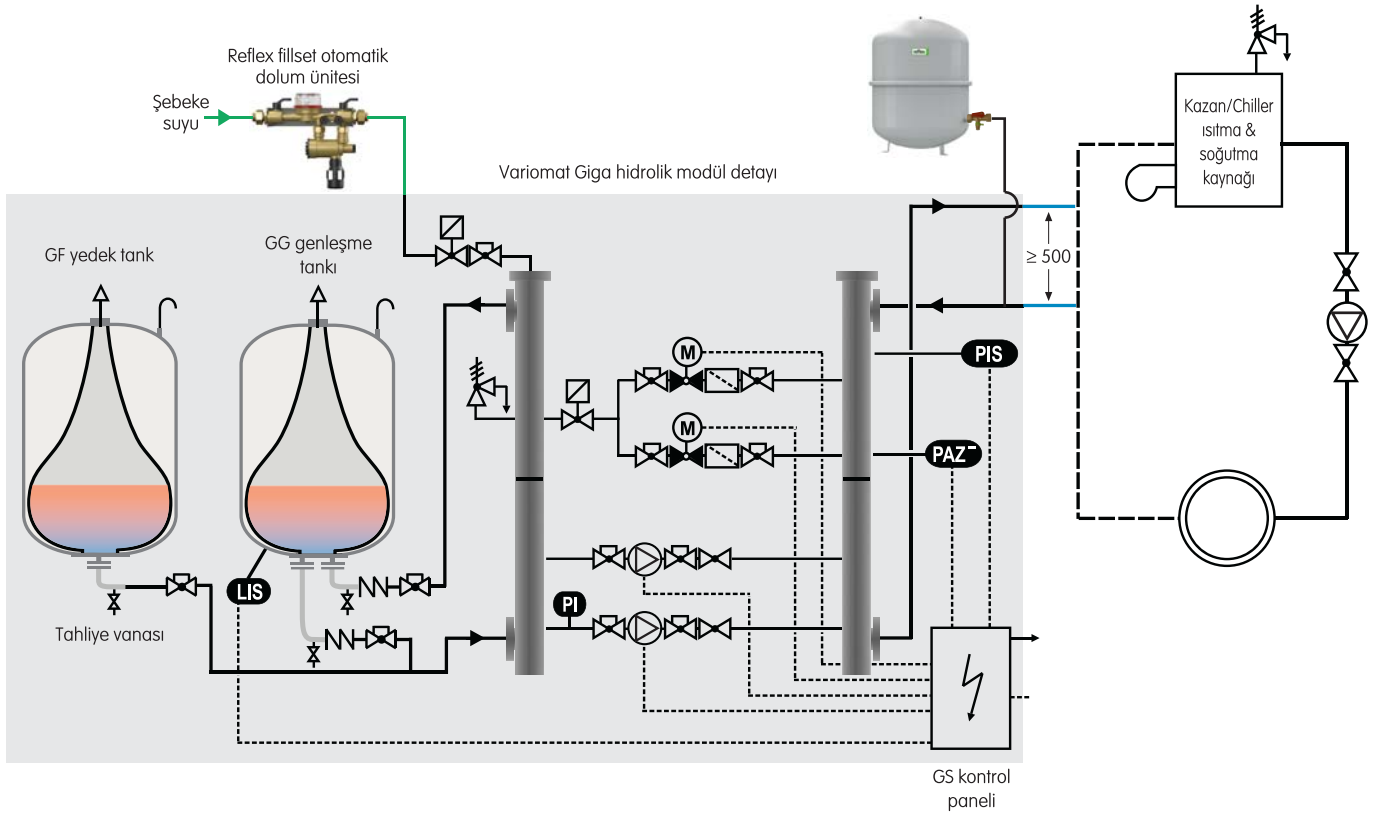 Reflex fillset otomatik
dolum ünitesi
Şebeke
suyu
Kazan/Chiller
ısıtma &
soğutma
kaynağı
Variomat Giga hidrolik modül detayı
GF yedek tank
GG genleşme
tankı
≥ 500
M
PIS
M
PAZ⁻
LIS
PI
Tahliye vanası
GS kontrol
paneli